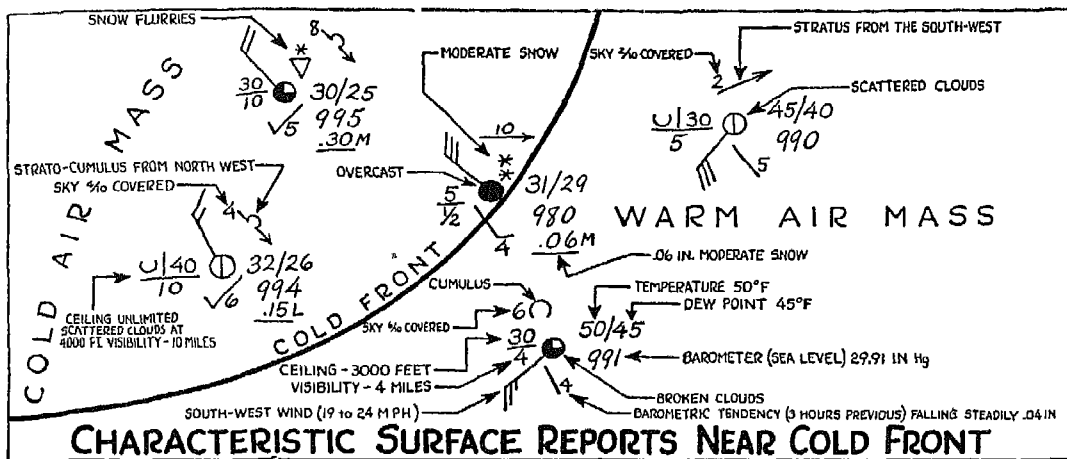 SNOW FLURRIES
8
30/10
30/25
√5
995
.30M
MODERATE SNOW
10
OVERCAST
5
1/2
31/29
980
4
.06M
.06 IN. MODERATE SNOW
STRATUS FROM THE SOUTH-WEST
SKY 2/10 COVERED
2
SCATTERED CLOUDS
U/30
5
45/40
990
5
STRATO-CUMULUS FROM NORTH WEST
SKY 4/10 COVERED
4
U/40
10
32/26
√6
994
.15L
CEILING UNLIMITED
SCATTERED CLOUDS AT
4000 FT. VISIBILITY - 10 MILES
COLD AIR MASS
COLD FRONT
WARM AIR MASS
CUMULUS
6
SKY 6/10 COVERED
TEMPERATURE 50°F
DEW POINT 45°F
30
4
50/45
991
CEILING - 3000 FEET
VISIBILITY - 4 MILES
BAROMETER (SEA LEVEL) 29.91 IN Hg
BROKEN CLOUDS
SOUTH-WEST WIND (19 to 24 MPH)
4
BAROMETRIC TENDENCY (3 HOURS PREVIOUS) FALLING STEADILY .04 IN
CHARACTERISTIC SURFACE REPORTS NEAR COLD FRONT